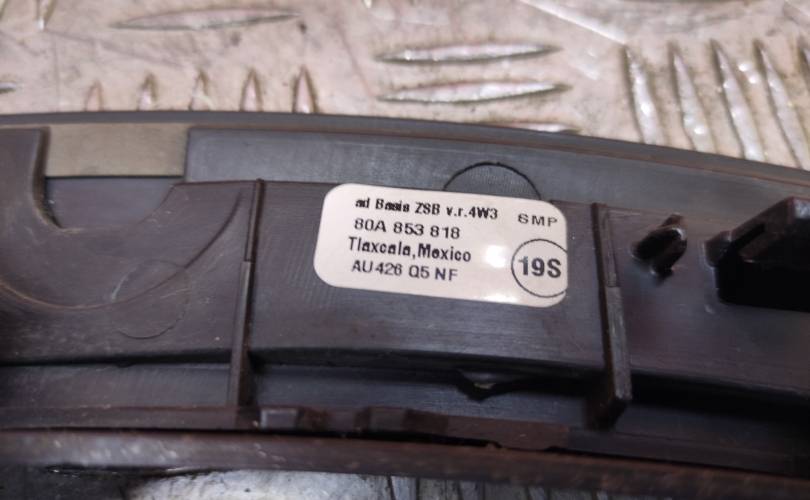 ad Basis ZSB v.r.4W3
SMP
80A 853 818
Tlaxcala,Mexico
19S
AU426 Q5 NF